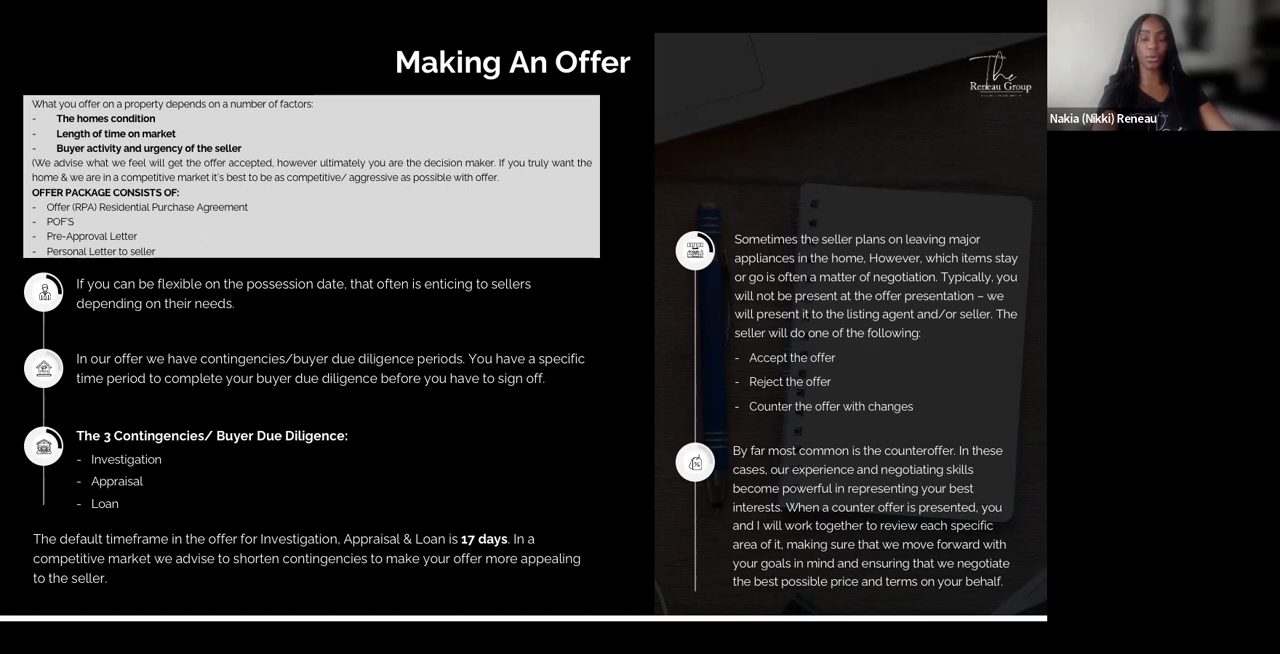 Making An Offer
What you offer on a property depends on a number of factors:
- The homes condition
- Length of time on market
- Buyer activity and urgency of the seller
(We advise what we feel will get the offer accepted, however ultimately you are the decision maker. If you truly want the
home & we are in a competitive market it's best to be as competitive/ aggressive as possible with offer.
OFFER PACKAGE CONSISTS OF:
- Offer (RPA) Residential Purchase Agreement
- POF'S
- Pre-Approval Letter
- Personal Letter to seller
If you can be flexible on the possession date, that often is enticing to sellers
depending on their needs.
In our offer we have contingencies/buyer due diligence periods. You have a specific
time period to complete your buyer due diligence before you have to sign off.
The 3 Contingencies/ Buyer Due Diligence:
- Investigation
- Appraisal
- Loan
The default timeframe in the offer for Investigation, Appraisal & Loan is 17 days. In a
competitive market we advise to shorten contingencies to make your offer more appealing
to the seller.
The
Reneau Group
Sometimes the seller plans on leaving major
appliances in the home, However, which items stay
or go is often a matter of negotiation. Typically, you
will not be present at the offer presentation – we
will present it to the listing agent and/or seller. The
seller will do one of the following:
- Accept the offer
- Reject the offer
- Counter the offer with changes
By far most common is the counteroffer. In these
cases, our experience and negotiating skills
become powerful in representing your best
interests. When a counter offer is presented, you
and I will work together to review each specific
area of it, making sure that we move forward with
your goals in mind and ensuring that we negotiate
the best possible price and terms on your behalf.
Nakia (Nikki) Reneau